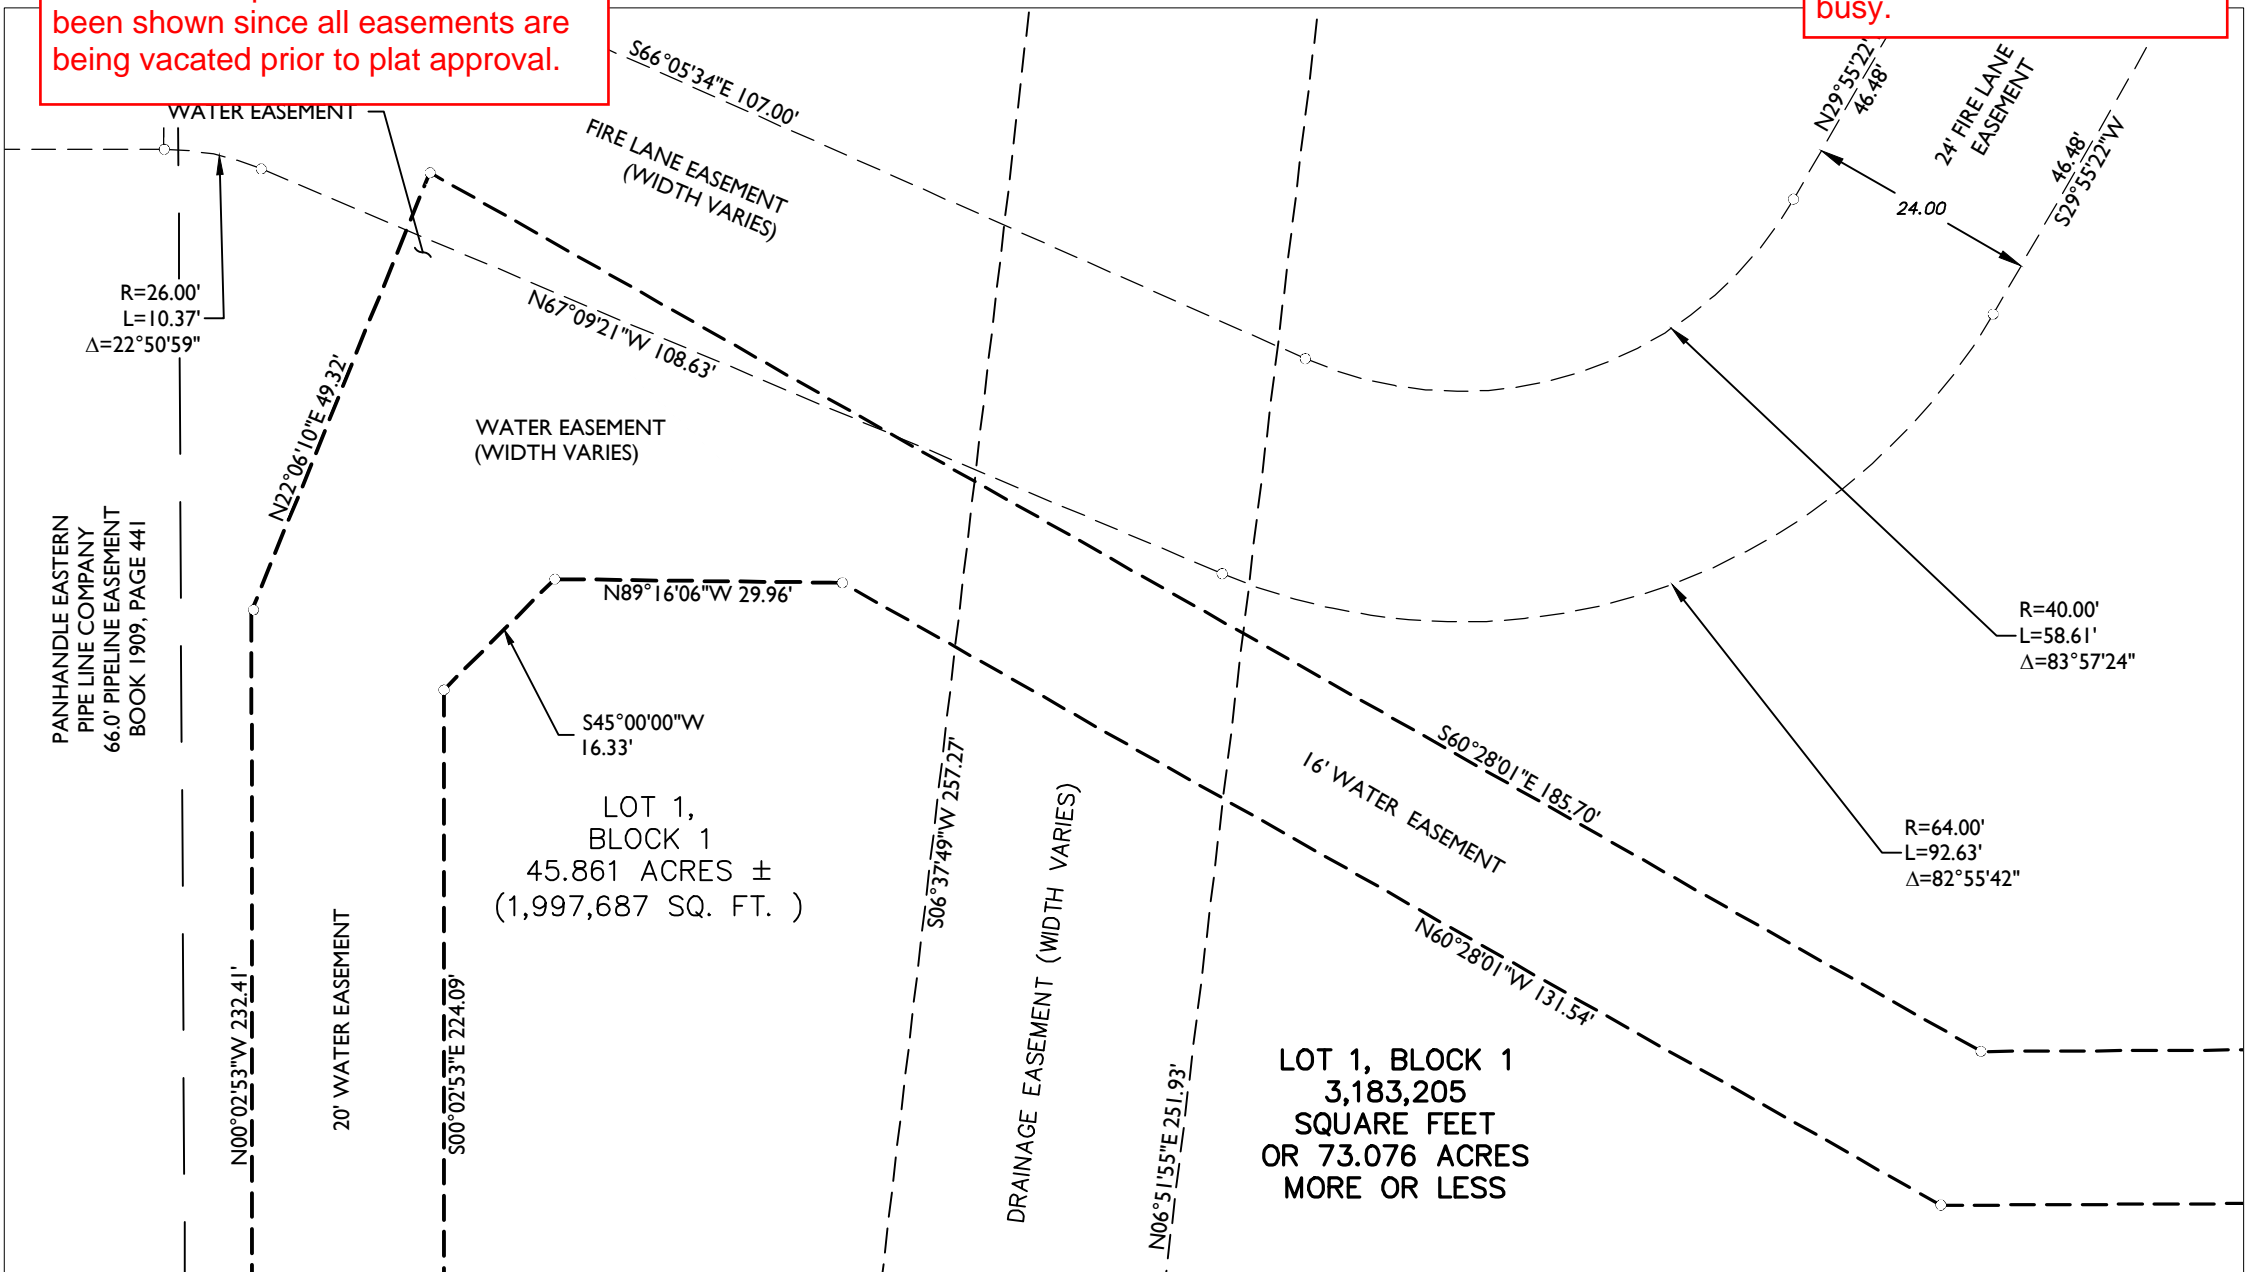 been shown since all easements are
being vacated prior to plat approval.
busy.
WATER EASEMENT
S66°05'34"E 107.00'
FIRE LANE EASEMENT
(WIDTH VARIES)
N29°55'22"
46.48'
24' FIRE LANE
EASEMENT
46.48'
S29°55'22"W
24.00
R=26.00'
L=10.37'
Δ=22°50'59"
N67°09'21"W 108.63'
N22°06'10"E 49.32'
WATER EASEMENT
(WIDTH VARIES)
PANHANDLE EASTERN
PIPE LINE COMPANY
66.0' PIPELINE EASEMENT
BOOK 1909, PAGE 441
N89°16'06"W 29.96'
S45°00'00"W
16.33'
R=40.00'
L=58.61'
Δ=83°57'24"
LOT 1,
BLOCK 1
45.861 ACRES ±
(1,997,687 SQ. FT. )
S06°37'49"W 257.27'
DRAINAGE EASEMENT (WIDTH VARIES)
S60°28'01"E 185.70'
16' WATER EASEMENT
R=64.00'
L=92.63'
Δ=82°55'42"
N60°28'01"W 131.54'
N00°02'53"W 232.41'
20' WATER EASEMENT
S00°02'53"E 224.09'
N06°51'55"E 251.93'
LOT 1, BLOCK 1
3,183,205
SQUARE FEET
OR 73.076 ACRES
MORE OR LESS